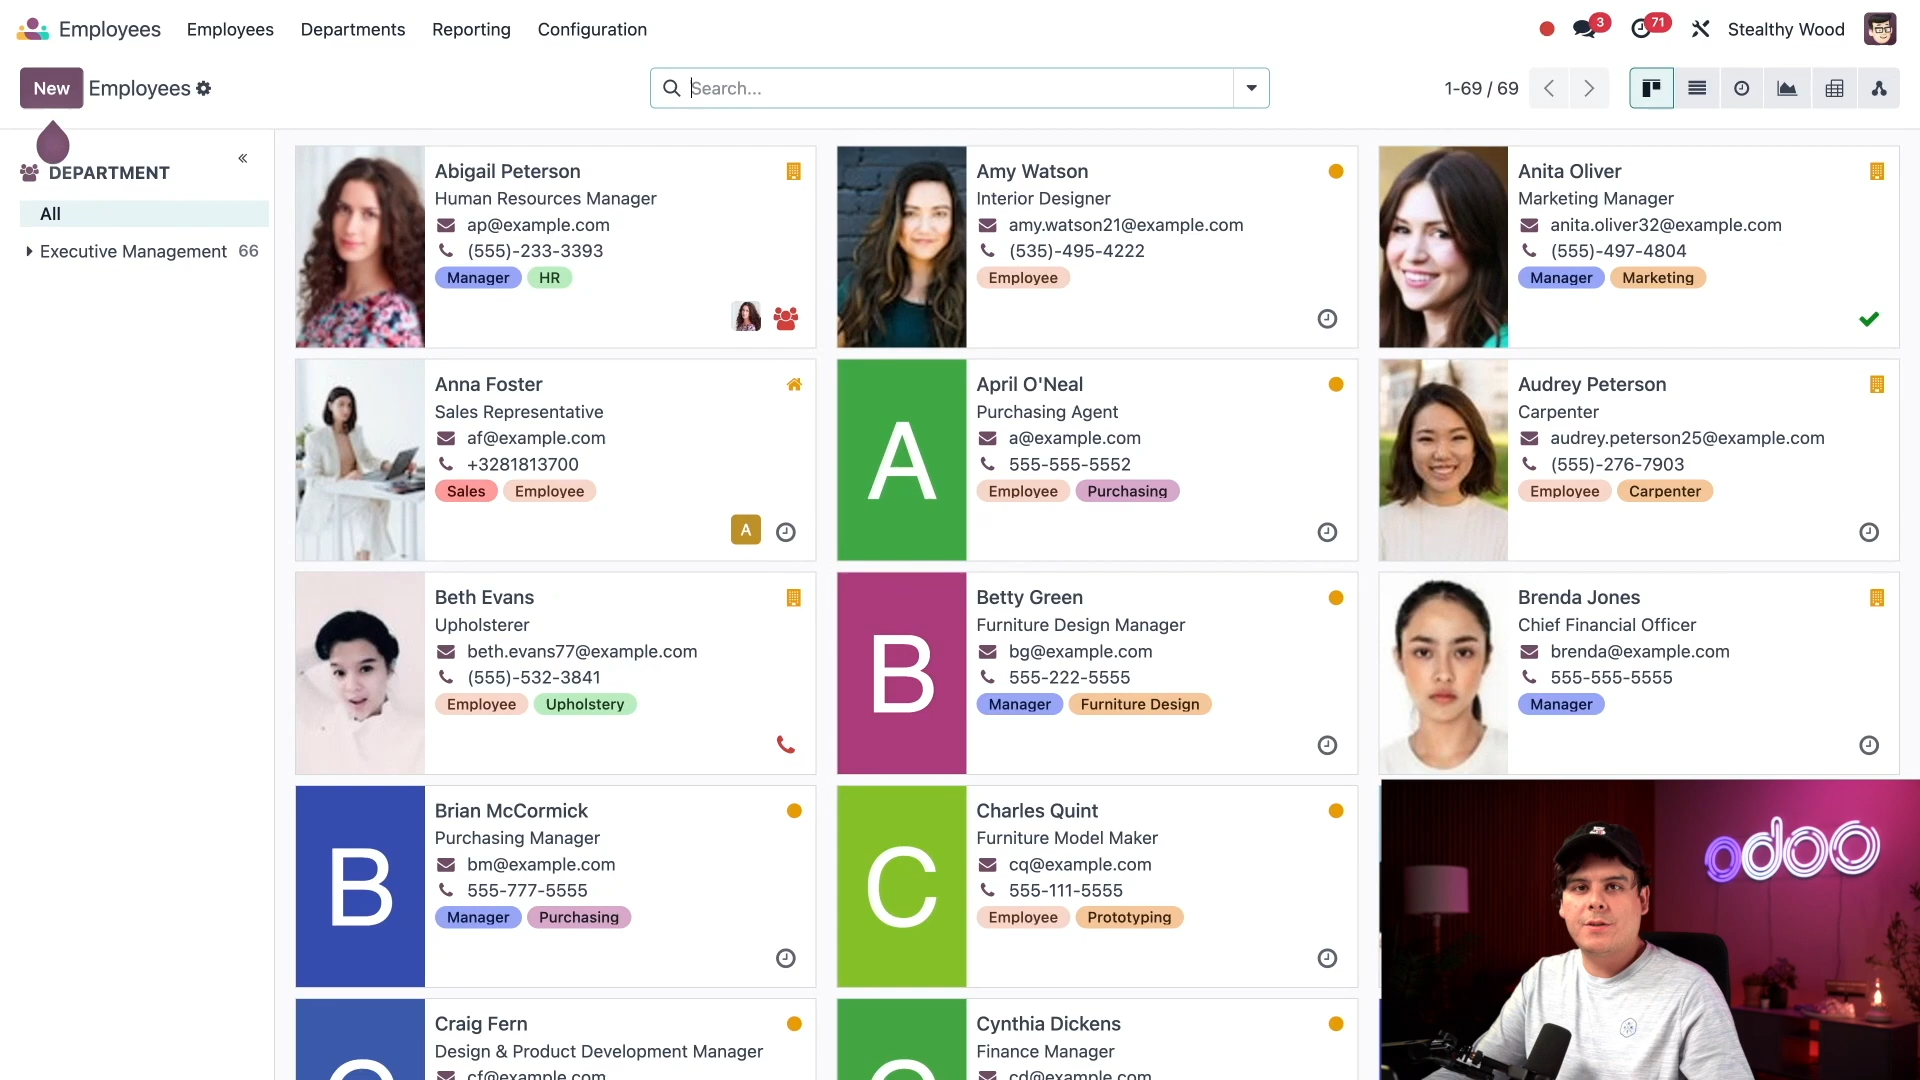 Employees Employees Departments Reporting Configuration 3 71 Stealthy Wood
New Employees Search... 1-69 / 69
DEPARTMENT
All
Executive Management 66
Abigail Peterson
Human Resources Manager
ap@example.com
(555)-233-3393
Manager HR
Amy Watson
Interior Designer
amy.watson21@example.com
(535)-495-4222
Employee
Anita Oliver
Marketing Manager
anita.oliver32@example.com
(555)-497-4804
Manager Marketing
Anna Foster
Sales Representative
af@example.com
+3281813700
Sales Employee
A
A
April O'Neal
Purchasing Agent
a@example.com
555-555-5552
Employee Purchasing
Audrey Peterson
Carpenter
audrey.peterson25@example.com
(555)-276-7903
Employee Carpenter
Beth Evans
Upholsterer
beth.evans77@example.com
(555)-532-3841
Employee Upholstery
B
Betty Green
Furniture Design Manager
bg@example.com
555-222-5555
Manager Furniture Design
Brenda Jones
Chief Financial Officer
brenda@example.com
555-555-5555
Manager
B
Brian McCormick
Purchasing Manager
bm@example.com
555-777-5555
Manager Purchasing
C
Charles Quint
Furniture Model Maker
cq@example.com
555-111-5555
Employee Prototyping
odoo
C
Craig Fern
Design & Product Development Manager
cf@example.com
C
Cynthia Dickens
Finance Manager
cd@example.com